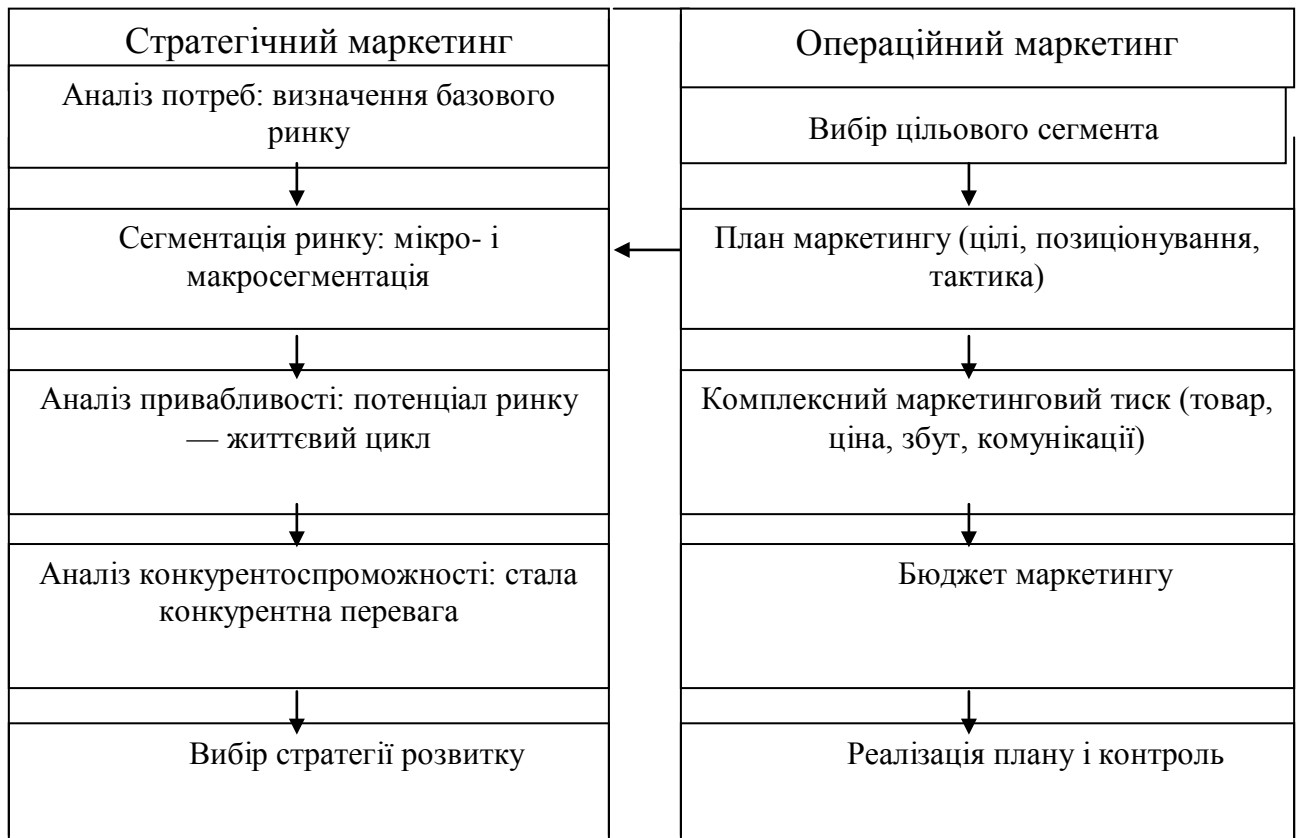 Стратегічний маркетинг
Аналіз потреб: визначення базового
ринку
Сегментація ринку: мікро- і
макросегментація
Аналіз привабливості: потенціал ринку
— життєвий цикл
Аналіз конкурентоспроможності: стала
конкурентна перевага
Вибір стратегії розвитку
Операційний маркетинг
Вибір цільового сегмента
План маркетингу (цілі, позиціонування,
тактика)
Комплексний маркетинговий тиск (товар,
ціна, збут, комунікації)
Бюджет маркетингу
Реалізація плану і контроль